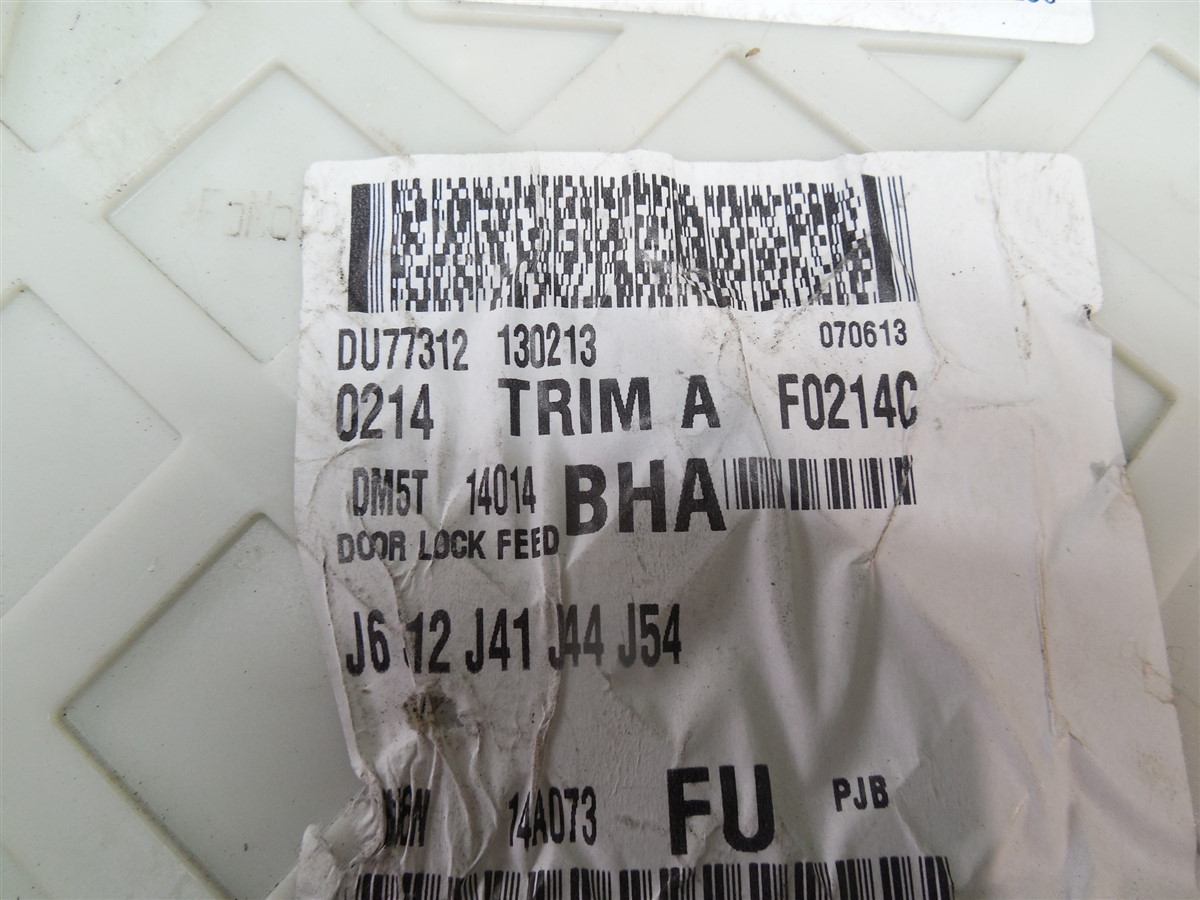 DU77312 130213 070613
0214 TRIM A F0214C
DM5T 14014 BHA
DOOR LOCK FEED
J6 J12 J41 J44 J54
14A073 FU PJB